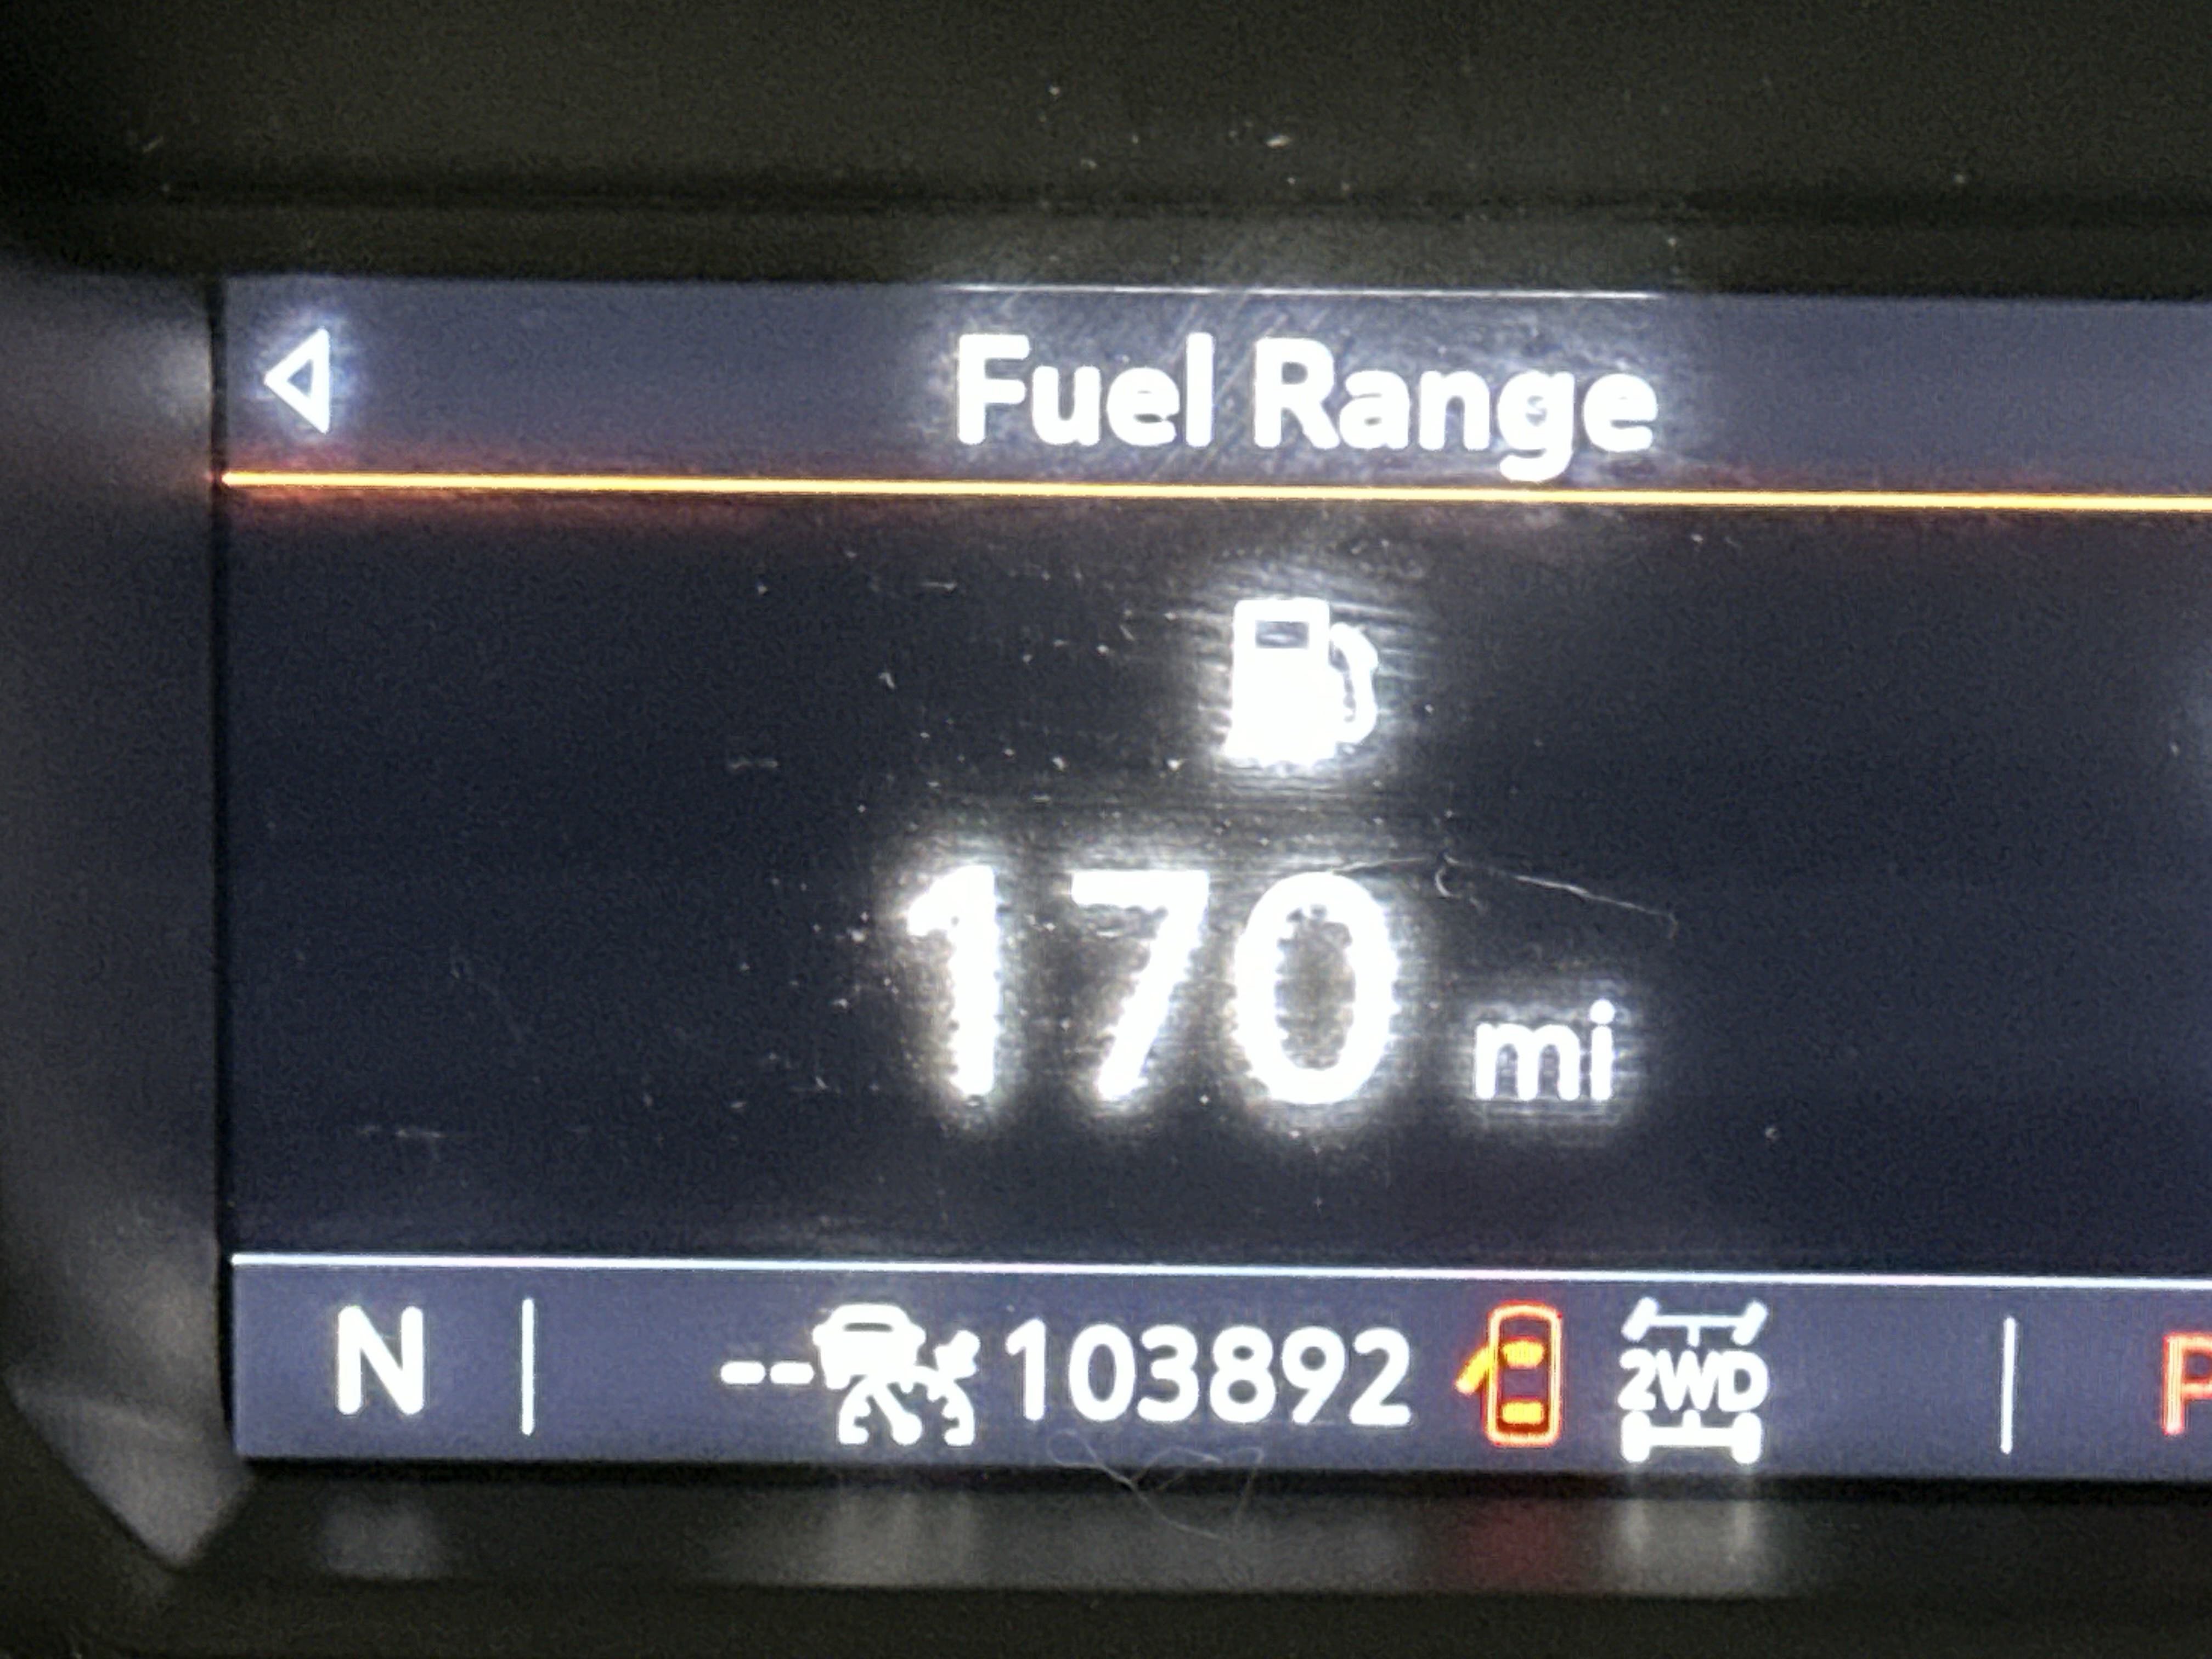 Fuel Range
170 mi
N -- 103892 2WD P